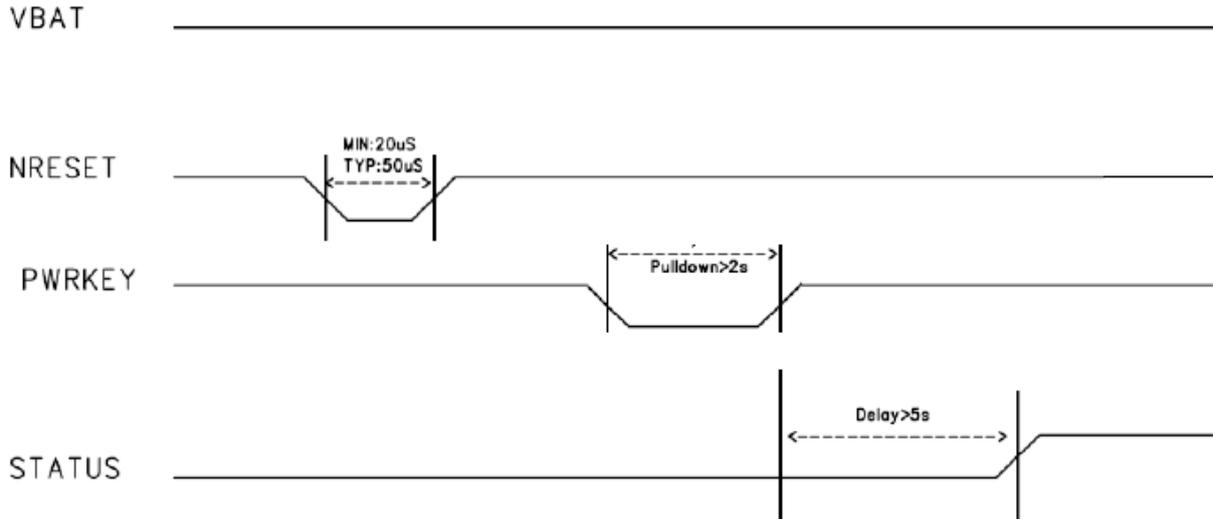 VBAT
MIN:20uS
TYP:50uS
NRESET
Pulldown>2s
PWRKEY
Delay>5s
STATUS